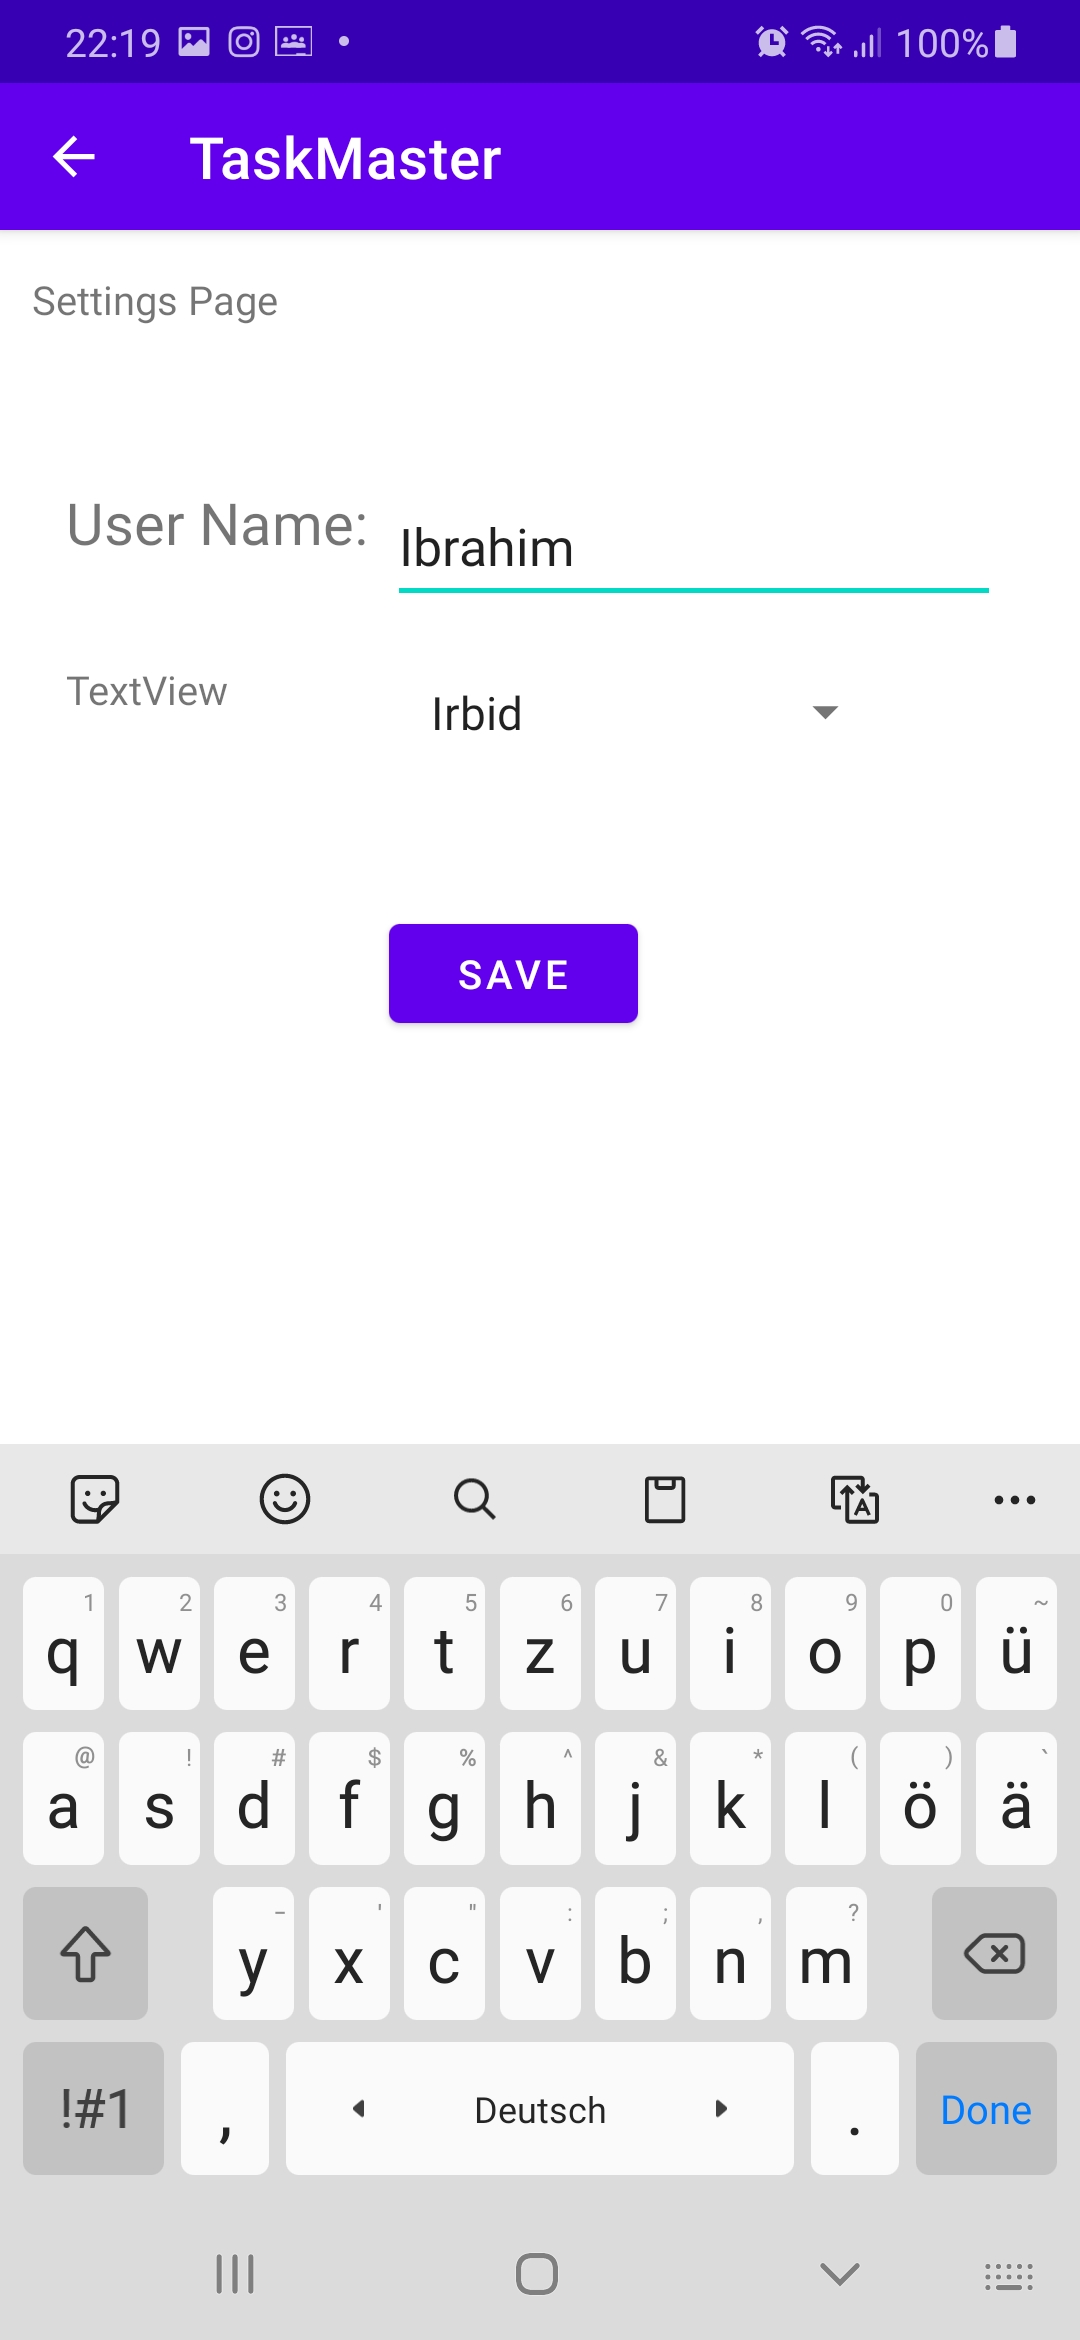 22:19 100%
TaskMaster
Settings Page
User Name: Ibrahim
TextView Irbid
SAVE
1 2 3 4 5 6 7 8 9 0 ~
q w e r t z u i o p ü
@ ! # $ % ^ & * ( ) `
a s d f g h j k l ö ä
- ' " : ; , ?
y x c v b n m
!#1 , Deutsch . Done